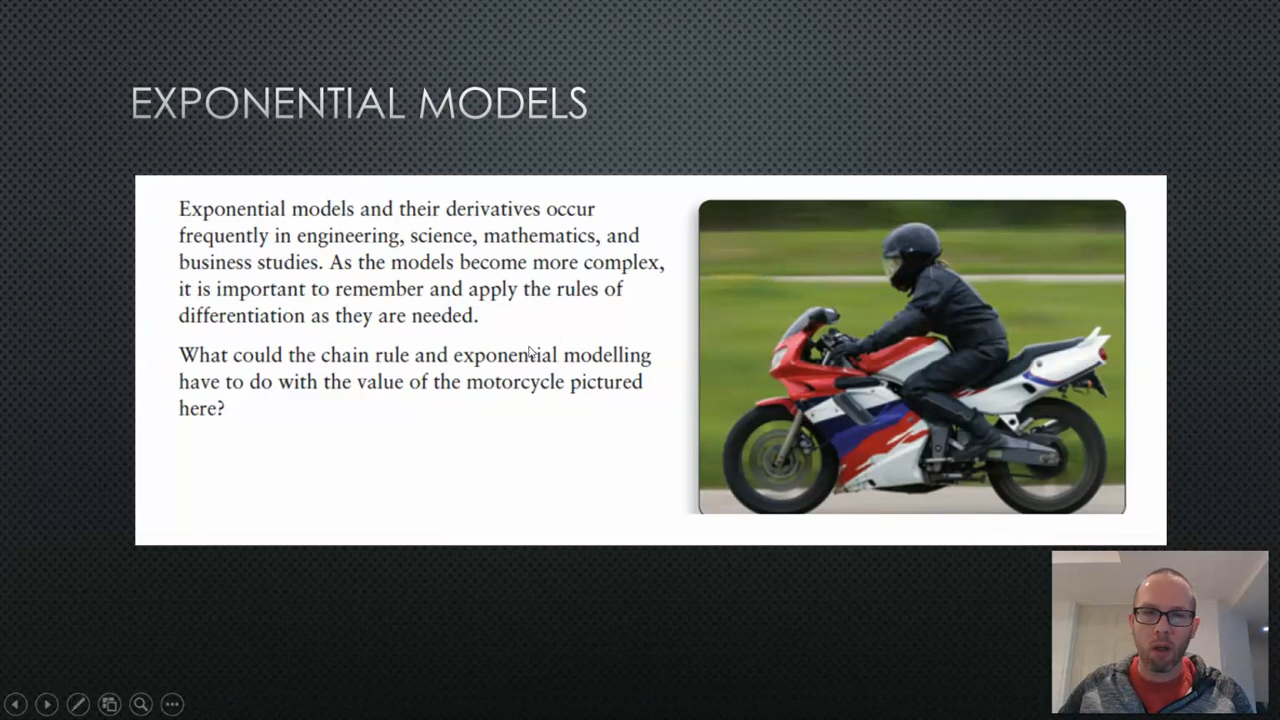 EXPONENTIAL MODELS
Exponential models and their derivatives occur
frequently in engineering, science, mathematics, and
business studies. As the models become more complex,
it is important to remember and apply the rules of
differentiation as they are needed.
What could the chain rule and exponential modelling
have to do with the value of the motorcycle pictured
here?